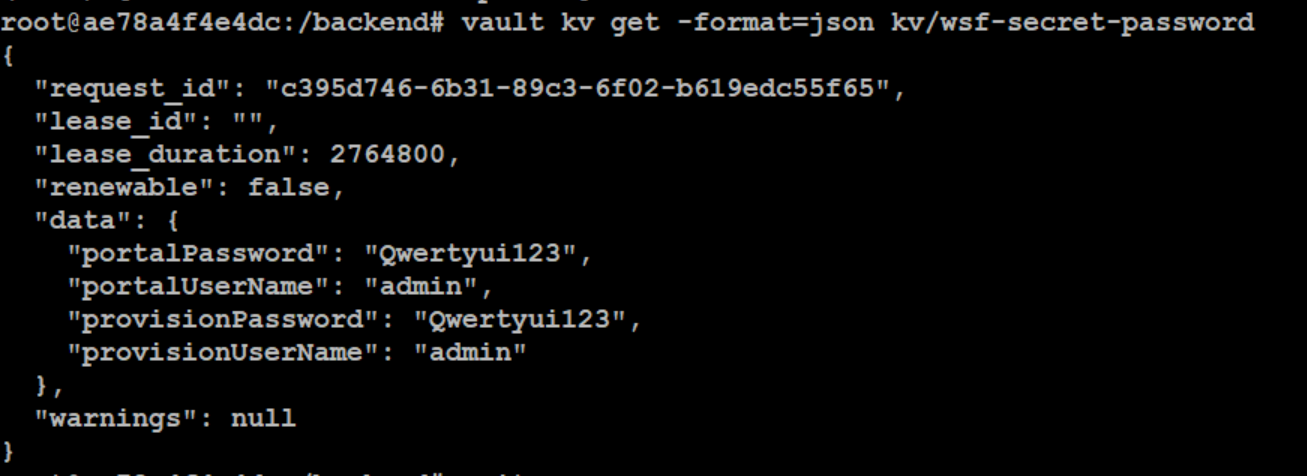 root@ae78a4f4e4dc:/backend# vault kv get -format=json kv/wsf-secret-password
{
  "request_id": "c395d746-6b31-89c3-6f02-b619edc55f65",
  "lease_id": "",
  "lease_duration": 2764800,
  "renewable": false,
  "data": {
    "portalPassword": "Qwertyui123",
    "portalUserName": "admin",
    "provisionPassword": "Qwertyui123",
    "provisionUserName": "admin"
  },
  "warnings": null
}